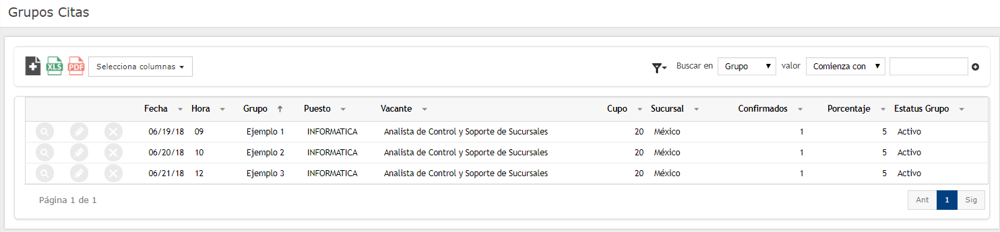 Grupos Citas
XLS PDF Selecciona columnas Buscar en Grupo valor Comienza con
Fecha Hora Grupo Puesto Vacante Cupo Sucursal Confirmados Porcentaje Estatus Grupo
06/19/18 09 Ejemplo 1 INFORMATICA Analista de Control y Soporte de Sucursales 20 México 1 5 Activo
06/20/18 10 Ejemplo 2 INFORMATICA Analista de Control y Soporte de Sucursales 20 México 1 5 Activo
06/21/18 12 Ejemplo 3 INFORMATICA Analista de Control y Soporte de Sucursales 20 México 1 5 Activo
Página 1 de 1 Ant 1 Sig